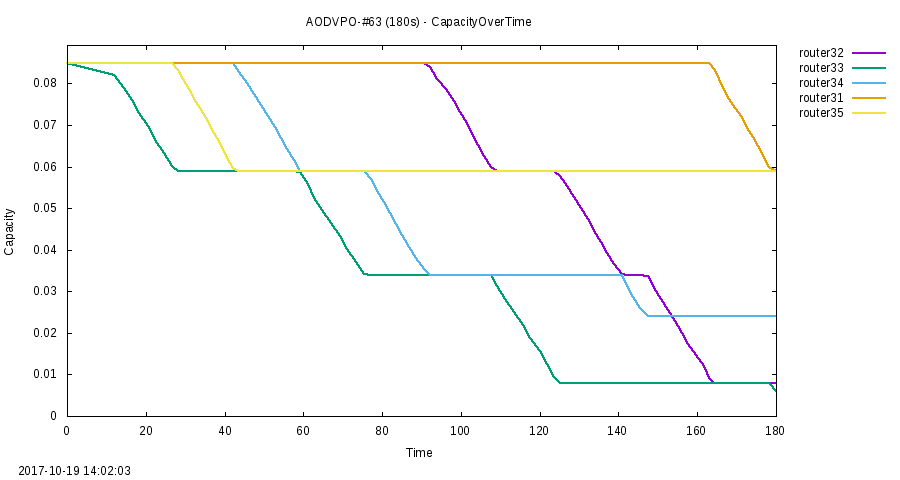 AODVPO-#63 (180s) - CapacityOverTime
router32
router33
router34
router31
router35
0.08
0.07
0.06
0.05
0.04
0.03
0.02
0.01
0
Capacity
0 20 40 60 80 100 120 140 160 180
Time
2017-10-19 14:02:03